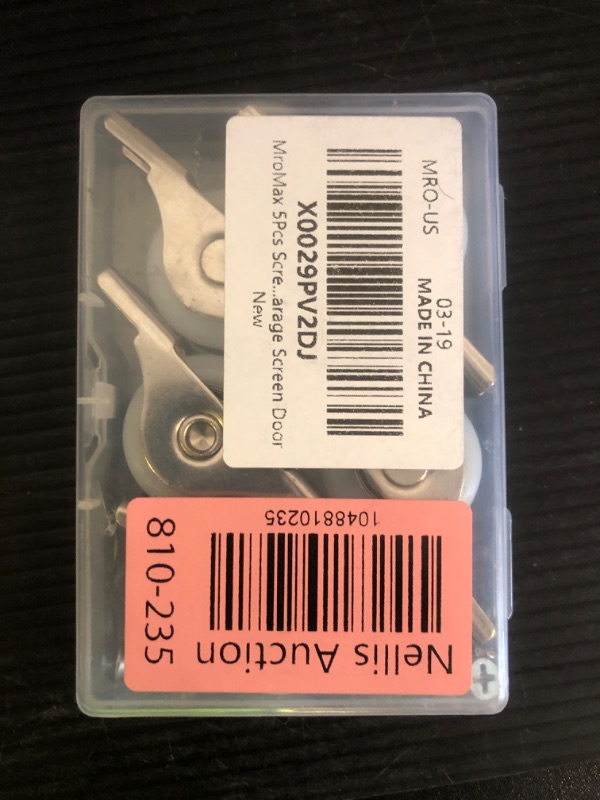 MRO-US
03-19
MADE IN CHINA
X0029PV2DJ
MroMax 5Pcs Scre...arage Screen Door
New
1048810235
Nellis Auction
810-235